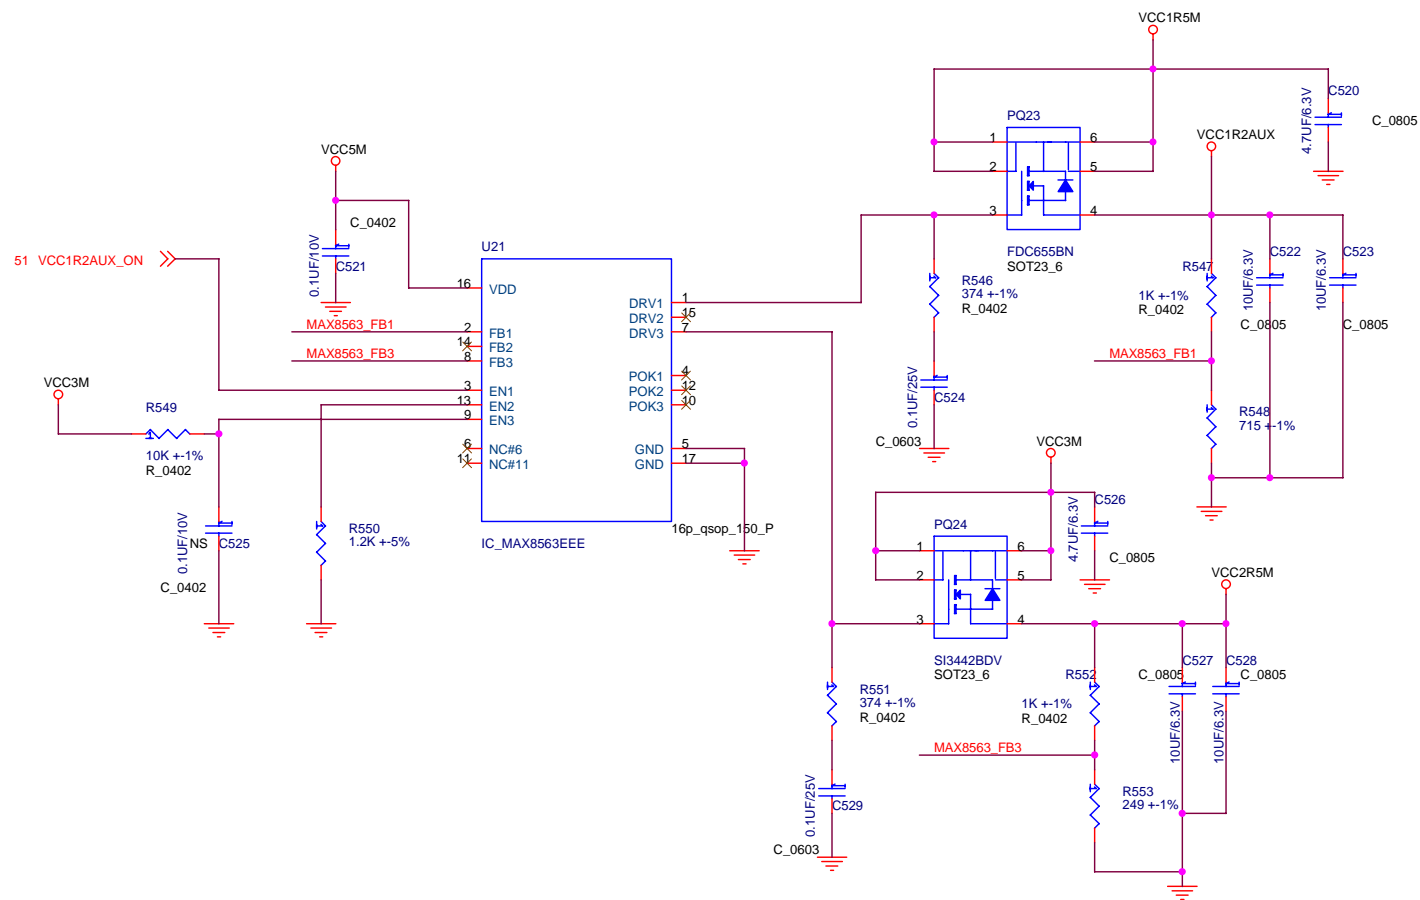 VCC1R5M
C520
4.7UF/6.3V
C_0805
PQ23
1
2
3
6
5
4
FDC655BN
SOT23_6
VCC1R2AUX
VCC5M
C_0402
0.1UF/10V
C521
51 VCC1R2AUX_ON
U21
16 VDD
2 FB1
14 FB2
8 FB3
3 EN1
13 EN2
9 EN3
6 NC#6
11 NC#11
DRV1 1
DRV2 15
DRV3 7
POK1 4
POK2 12
POK3 10
GND 5
GND 17
IC_MAX8563EEE
16p_qsop_150_P
MAX8563_FB1
MAX8563_FB3
VCC3M
R549
1
10K +-1%
R_0402
0.1UF/10V
NS
C525
C_0402
R550
1.2K +-5%
1
R546
374 +-1%
R_0402
1
0.1UF/25V
C524
C_0603
R547
1K +-1%
R_0402
1
C522
10UF/6.3V
C_0805
C523
10UF/6.3V
C_0805
MAX8563_FB1
R548
715 +-1%
1
VCC3M
C526
4.7UF/6.3V
C_0805
PQ24
1
2
3
6
5
4
SI3442BDV
SOT23_6
VCC2R5M
R551
374 +-1%
R_0402
1
0.1UF/25V
C529
C_0603
R552
1K +-1%
R_0402
1
C527
C_0805
10UF/6.3V
C528
C_0805
10UF/6.3V
MAX8563_FB3
R553
249 +-1%
1